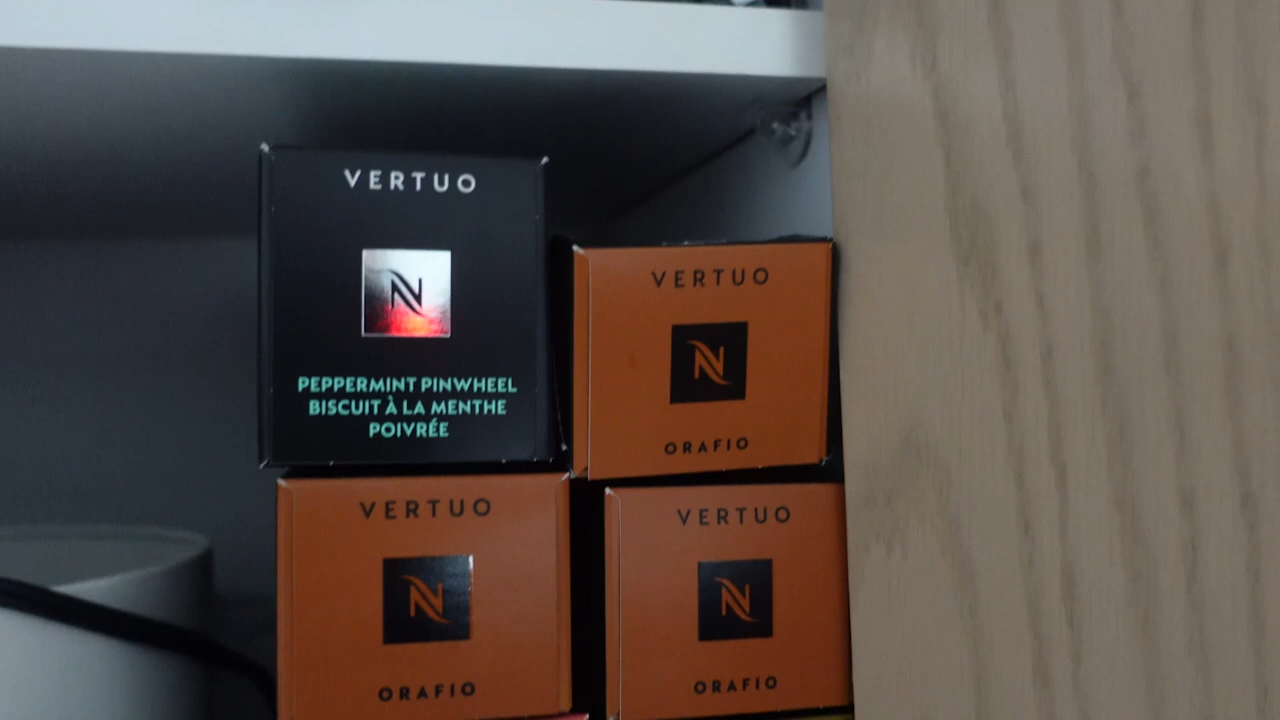 VERTUO
N
PEPPERMINT PINWHEEL
BISCUIT À LA MENTHE
POIVRÉE
VERTUO
N
ORAFIO
VERTUO
N
ORAFIO
VERTUO
N
ORAFIO